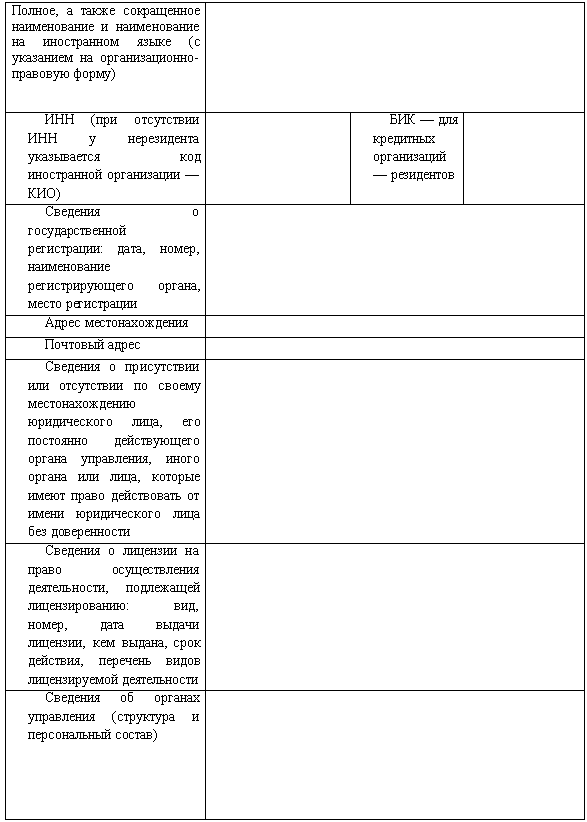 Полное, а также сокращенное
наименование и наименование
на иностранном языке (с
указанием на организационно-
правовую форму)
ИНН (при отсутствии
ИНН у нерезидента
указывается код
иностранной организации —
КИО)
БИК — для
кредитных
организаций
— резидентов
Сведения о
государственной
регистрации: дата, номер,
наименование
регистрирующего органа,
место регистрации
Адрес местонахождения
Почтовый адрес
Сведения о присутствии
или отсутствии по своему
местонахождению
юридического лица, его
постоянно действующего
органа управления, иного
органа или лица, которые
имеют право действовать от
имени юридического лица
без доверенности
Сведения о лицензии на
право осуществления
деятельности, подлежащей
лицензированию: вид,
номер, дата выдачи
лицензии, кем выдана, срок
действия, перечень видов
лицензируемой деятельности
Сведения об органах
управления (структура и
персональный состав)